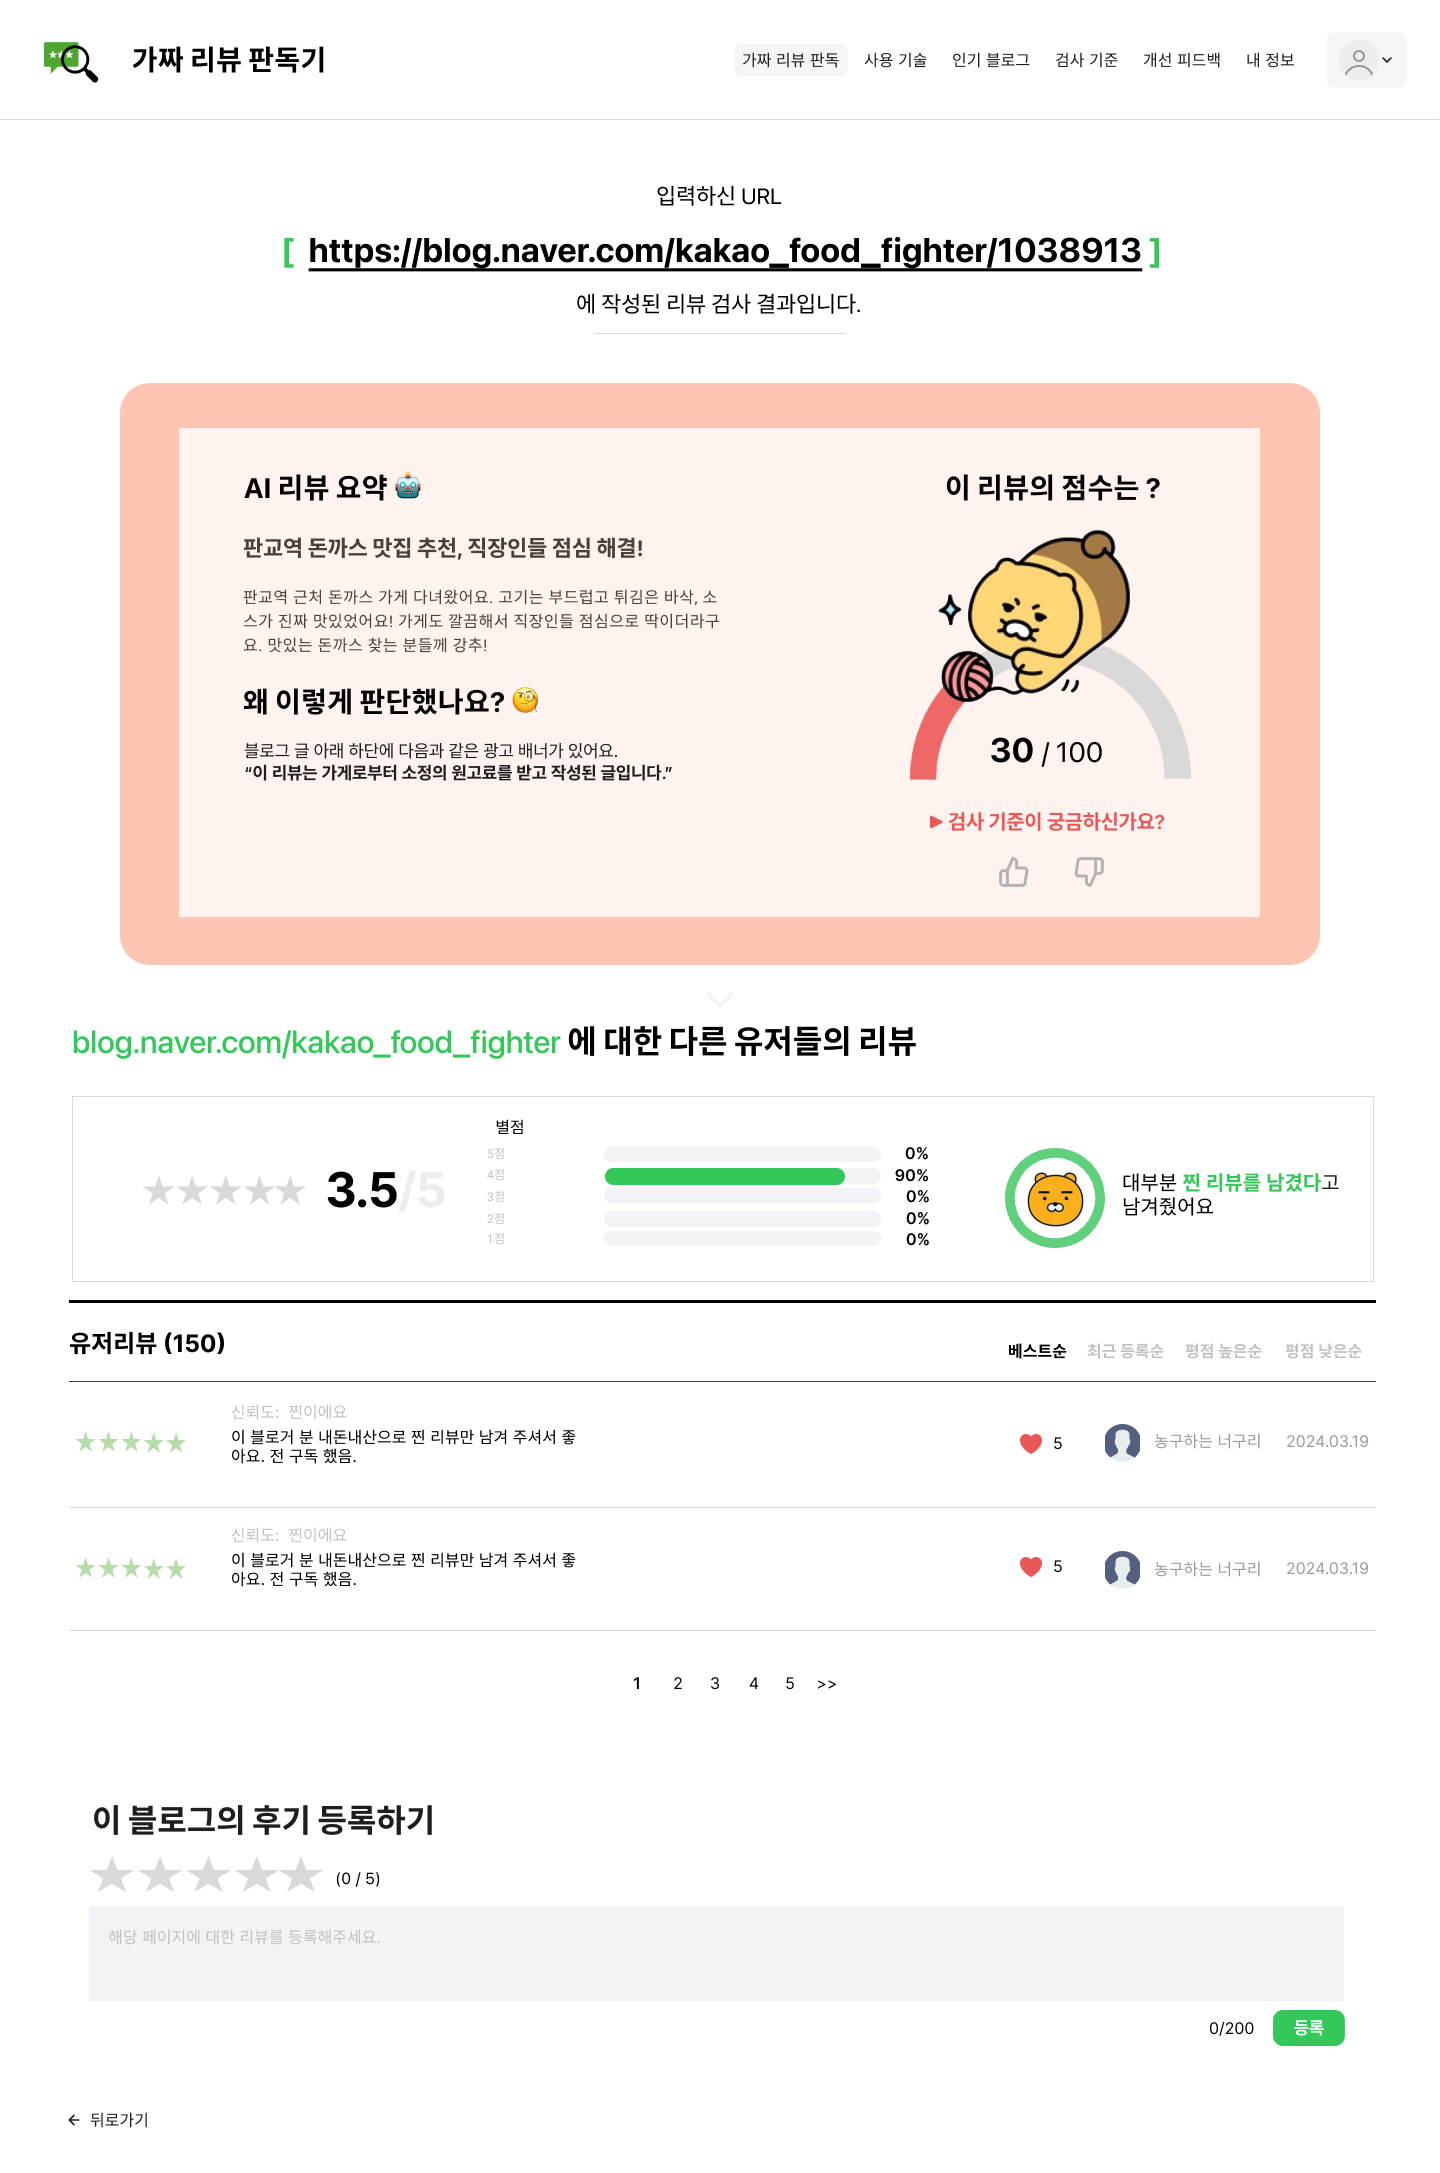 가짜 리뷰 판독기
가짜 리뷰 판독 사용 기술 인기 블로그 검사 기준 개선 피드백 내 정보
입력하신 URL
[ https://blog.naver.com/kakao_food_fighter/1038913 ]
에 작성된 리뷰 검사 결과입니다.
AI 리뷰 요약 🤖
판교역 돈까스 맛집 추천, 직장인들 점심 해결!
판교역 근처 돈까스 가게 다녀왔어요. 고기는 부드럽고 튀김은 바삭, 소
스가 진짜 맛있었어요! 가게도 깔끔해서 직장인들 점심으로 딱이더라구
요. 맛있는 돈까스 찾는 분들께 강추!
왜 이렇게 판단했나요? 🧐
블로그 글 아래 하단에 다음과 같은 광고 배너가 있어요.
“이 리뷰는 가게로부터 소정의 원고료를 받고 작성된 글입니다.”
이 리뷰의 점수는 ?
30 / 100
▶ 검사 기준이 궁금하신가요?
blog.naver.com/kakao_food_fighter 에 대한 다른 유저들의 리뷰
★★★★★ 3.5/5
별점
5점 0%
4점 90%
3점 0%
2점 0%
1점 0%
대부분 찐 리뷰를 남겼다고
남겨줬어요
유저리뷰 (150)
베스트순 최근 등록순 평점 높은순 평점 낮은순
신뢰도: 찐이에요
이 블로거 분 내돈내산으로 찐 리뷰만 남겨 주셔서 좋
아요. 전 구독 했음.
5 농구하는 너구리 2024.03.19
신뢰도: 찐이에요
이 블로거 분 내돈내산으로 찐 리뷰만 남겨 주셔서 좋
아요. 전 구독 했음.
5 농구하는 너구리 2024.03.19
1 2 3 4 5 >>
이 블로그의 후기 등록하기
★★★★★ (0 / 5)
해당 페이지에 대한 리뷰를 등록해주세요.
0/200 등록
← 뒤로가기